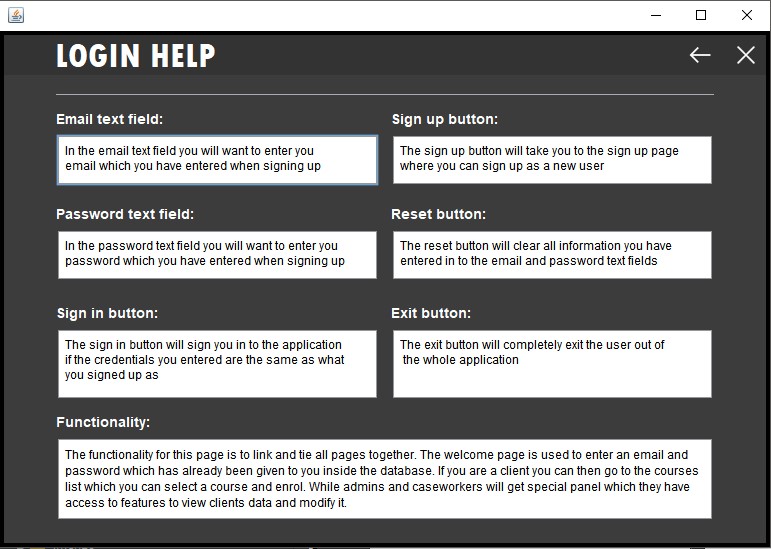 LOGIN HELP
Email text field:
In the email text field you will want to enter you
email which you have entered when signing up
Sign up button:
The sign up button will take you to the sign up page
where you can sign up as a new user
Password text field:
In the password text field you will want to enter you
password which you have entered when signing up
Reset button:
The reset button will clear all information you have
entered in to the email and password text fields
Sign in button:
The sign in button will sign you in to the application
if the credentials you entered are the same as what
you signed up as
Exit button:
The exit button will completely exit the user out of
the whole application
Functionality:
The functionality for this page is to link and tie all pages together. The welcome page is used to enter an email and
password which has already been given to you inside the database. If you are a client you can then go to the courses
list which you can select a course and enrol. While admins and caseworkers will get special panel which they have
access to features to view clients data and modify it.